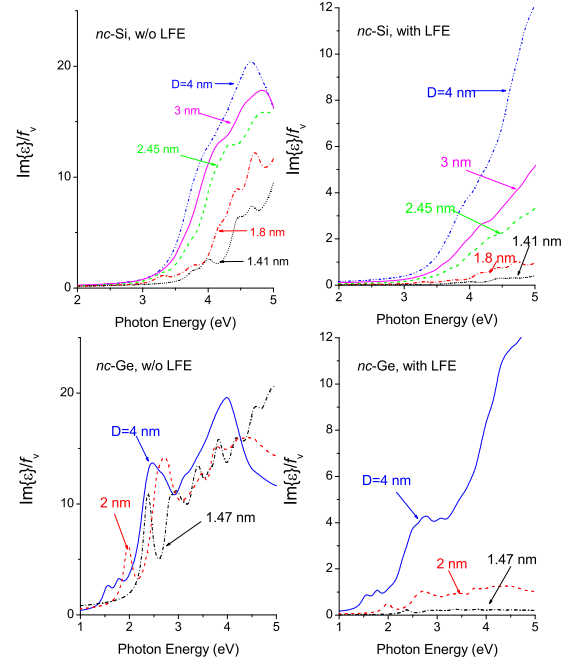 nc-Si, w/o LFE
D=4 nm
3 nm
2.45 nm
1.8 nm
1.41 nm
Im{ε}/fᵥ
20
10
0
2 3 4 5
Photon Energy (eV)
nc-Si, with LFE
D=4 nm
3 nm
2.45 nm
1.41 nm
1.8 nm
Im{ε}/fᵥ
12
10
8
6
4
2
0
2 3 4 5
Photon Energy (eV)
nc-Ge, w/o LFE
D=4 nm
2 nm
1.47 nm
Im{ε}/fᵥ
20
10
0
1 2 3 4 5
Photon Energy (eV)
nc-Ge, with LFE
D=4 nm
1.47 nm
2 nm
Im{ε}/fᵥ
12
10
8
6
4
2
0
1 2 3 4 5
Photon Energy (eV)